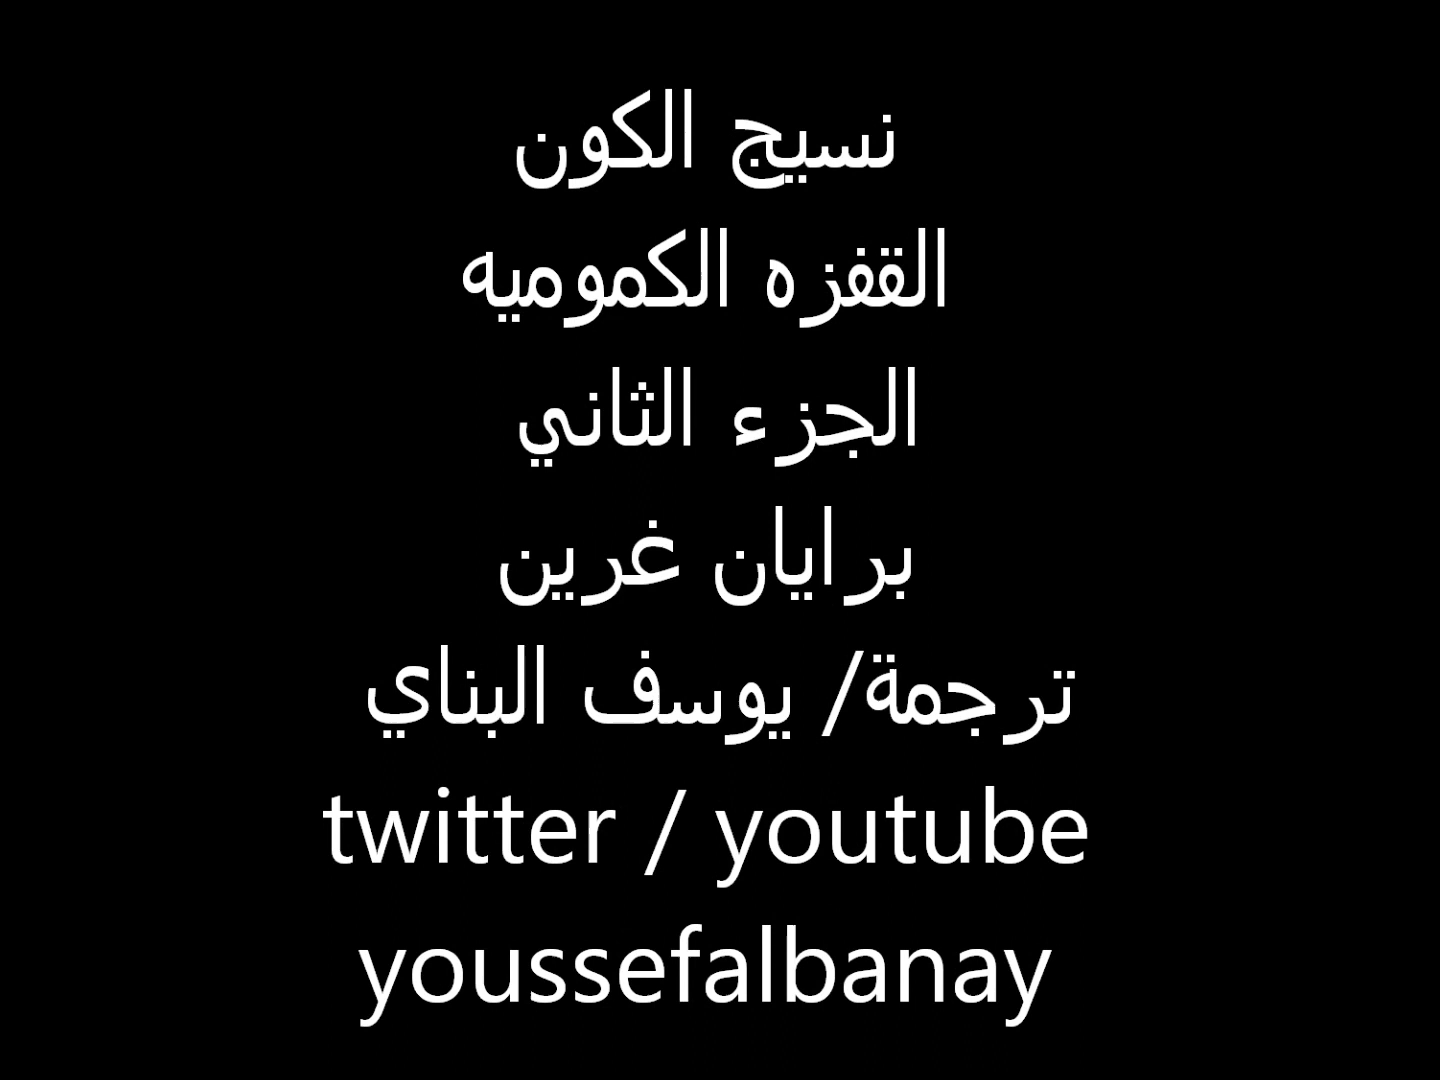 نسيج الكون
القفزه الكموميه
الجزء الثاني
برايان غرين
ترجمة/ يوسف البناي
twitter / youtube
youssefalbanay